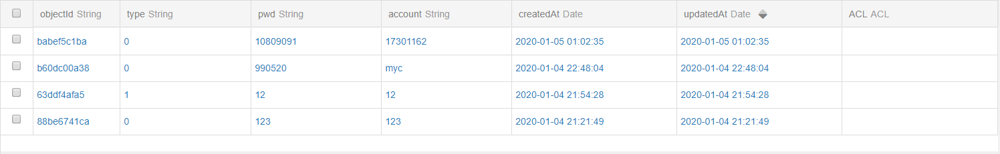 objectId String type String pwd String account String createdAt Date updatedAt Date ACL ACL
babef5c1ba 0 10809091 17301162 2020-01-05 01:02:35 2020-01-05 01:02:35
b60dc00a38 0 990520 myc 2020-01-04 22:48:04 2020-01-04 22:48:04
63ddf4afa5 1 12 12 2020-01-04 21:54:28 2020-01-04 21:54:28
88be6741ca 0 123 123 2020-01-04 21:21:49 2020-01-04 21:21:49